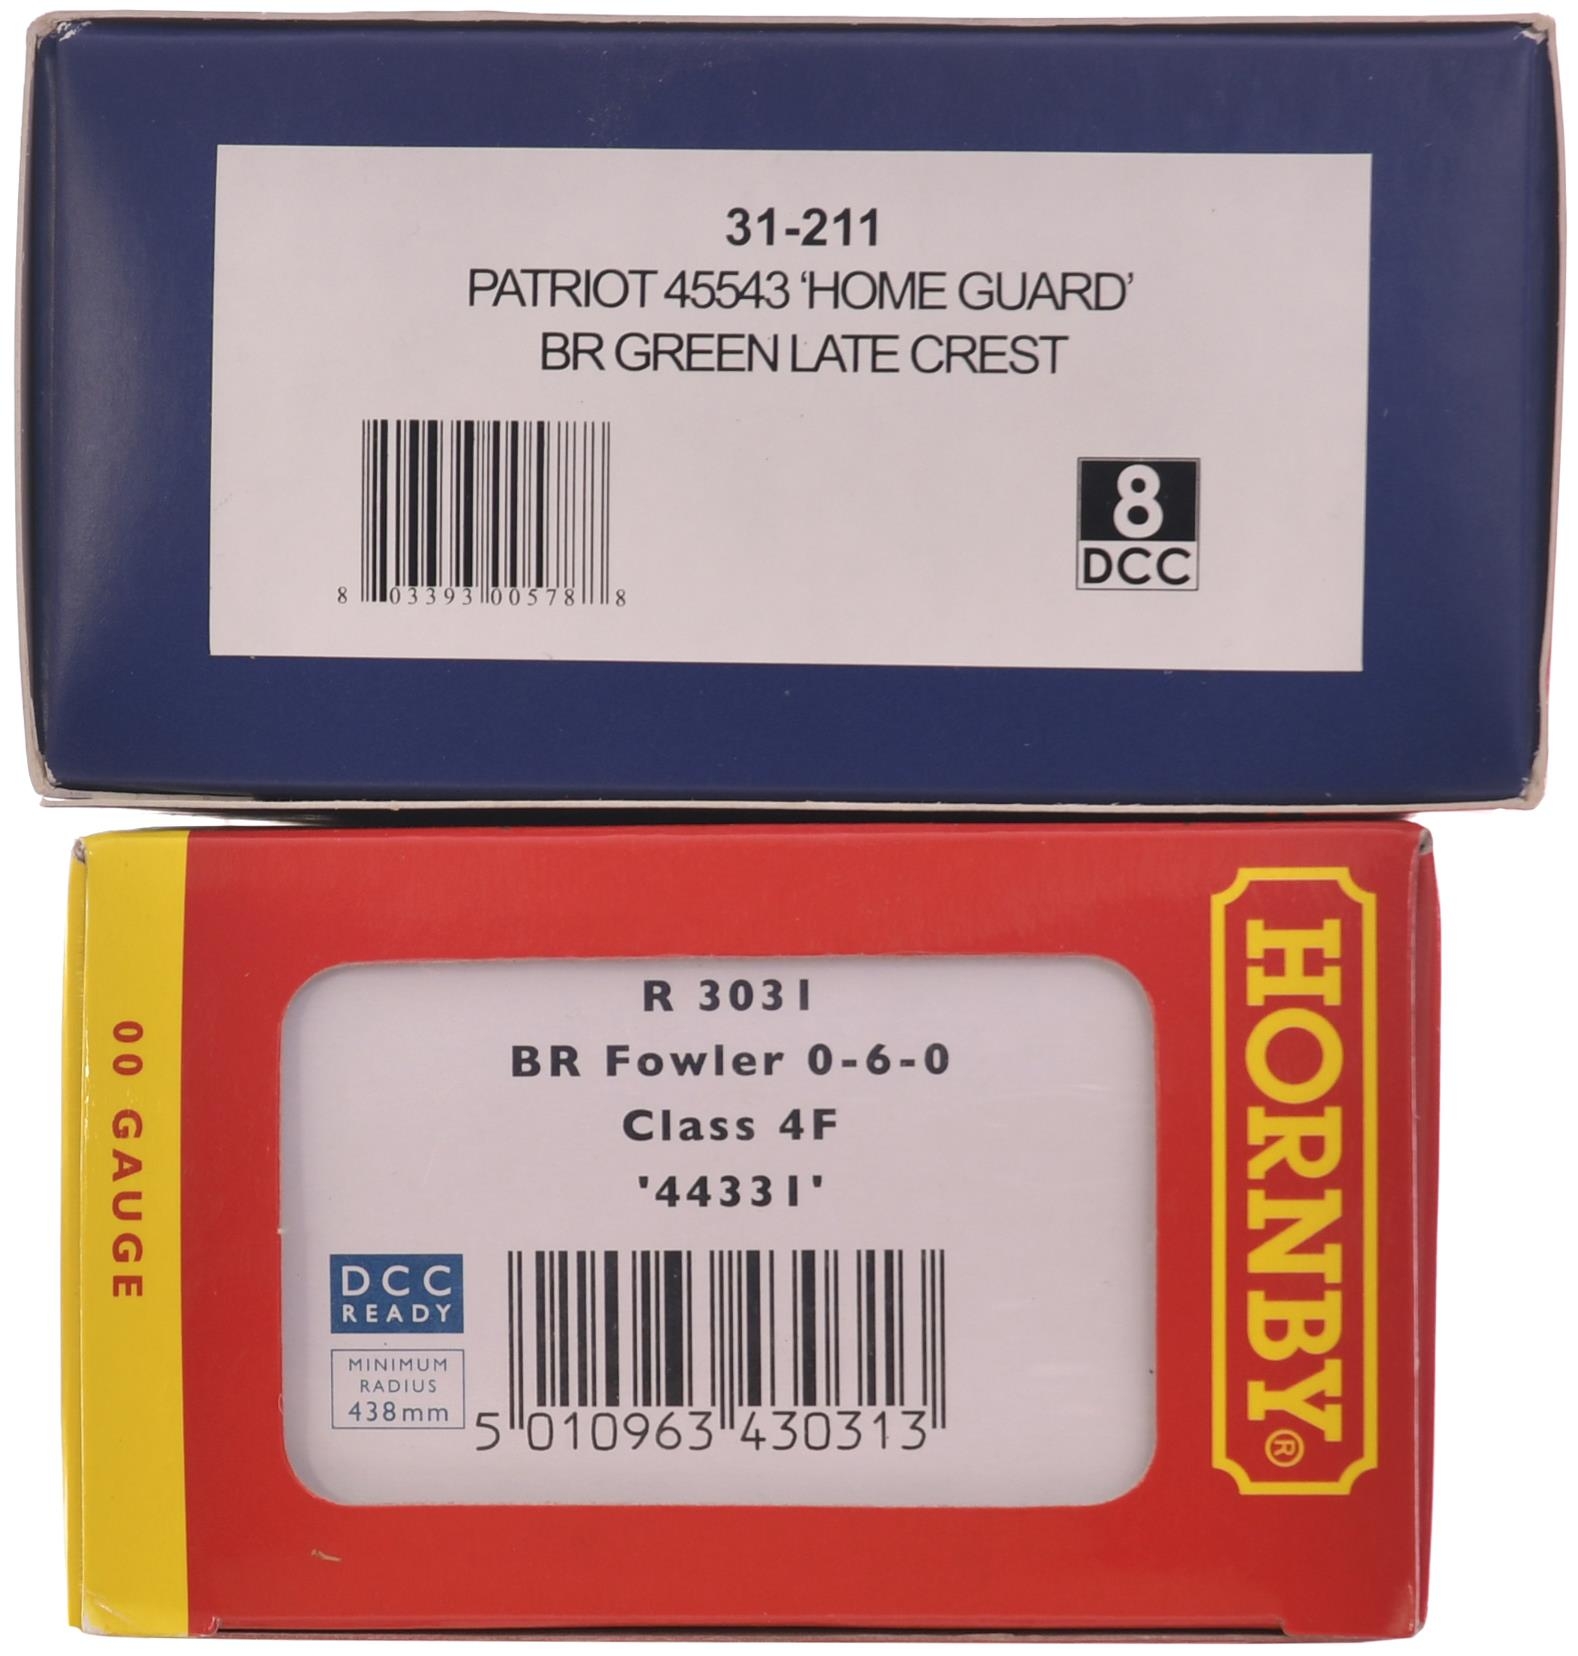 31-211
PATRIOT 45543 ‘HOME GUARD’
BR GREEN LATE CREST
8 03393 00578 8
8
DCC
OO GAUGE
R 3031
BR Fowler 0-6-0
Class 4F
'44331'
DCC
READY
MINIMUM
RADIUS
438mm
5 010963 430313
HORNBY®